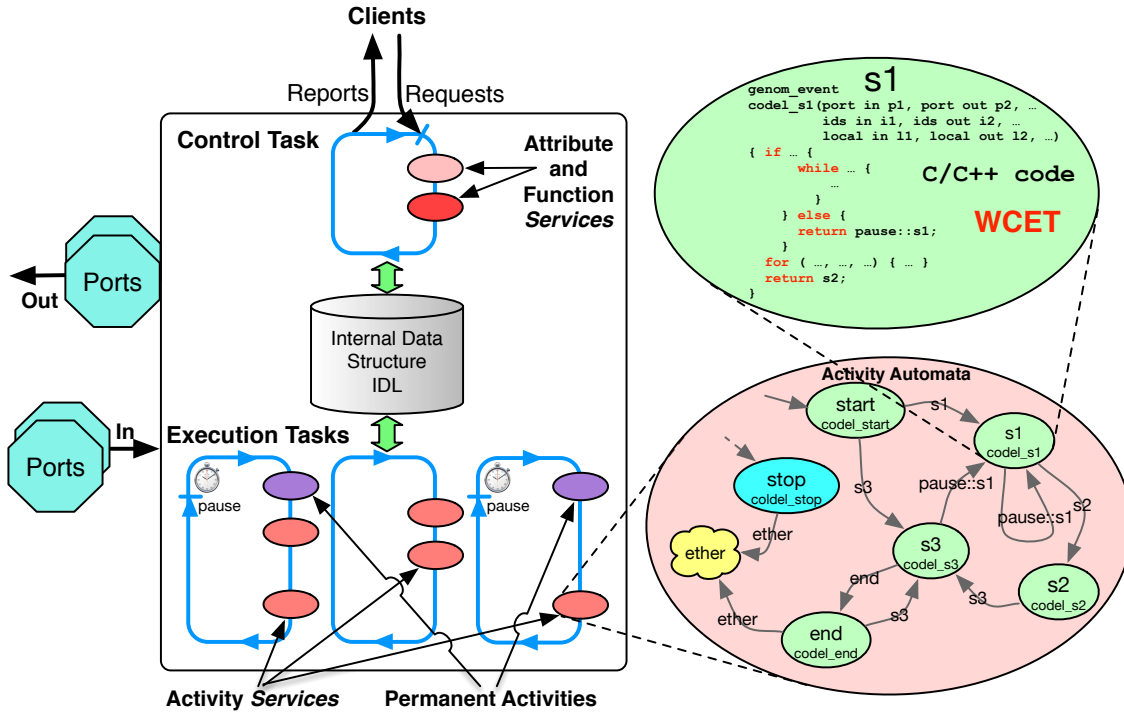 Clients
Reports
Requests
Control Task
Attribute
and
Function
Services
Ports
Out
Internal Data
Structure
IDL
In
Ports
Execution Tasks
pause
pause
Activity Services
Permanent Activities
s1
genom_event
codel_s1(port in p1, port out p2, …
ids in i1, ids out i2, …
local in l1, local out l2, …)
{ if … {
while … {
…
}
} else {
return pause::s1;
}
for ( …, …, …) { … }
return s2;
}
C/C++ code
WCET
Activity Automata
start
codel_start
s1
s1
codel_s1
stop
coldel_stop
s3
pause::s1
pause::s1
s2
ether
ether
s3
codel_s3
end
s3
s3
s2
codel_s2
ether
end
codel_end